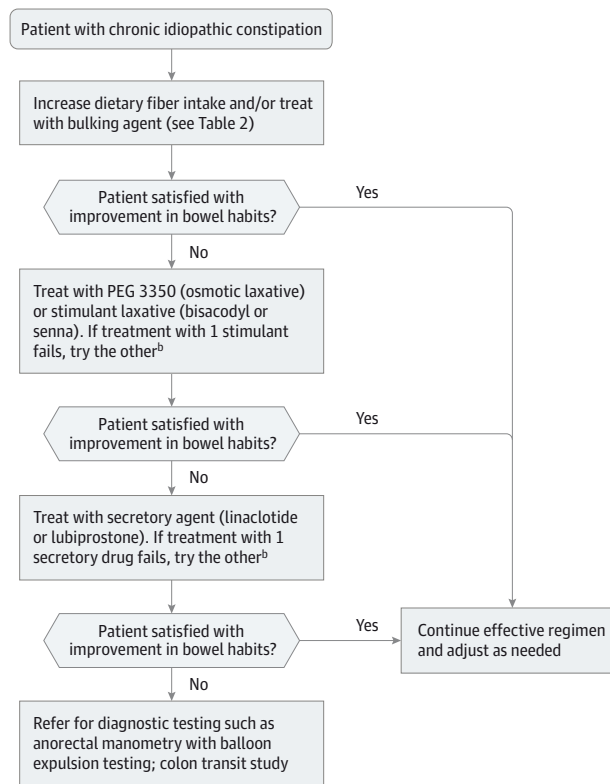 Patient with chronic idiopathic constipation
Increase dietary fiber intake and/or treat
with bulking agent (see Table 2)
Patient satisfied with
improvement in bowel habits?
Yes
No
Treat with PEG 3350 (osmotic laxative)
or stimulant laxative (bisacodyl or
senna). If treatment with 1 stimulant
fails, try the otherᵇ
Patient satisfied with
improvement in bowel habits?
Yes
No
Treat with secretory agent (linaclotide
or lubiprostone). If treatment with 1
secretory drug fails, try the otherᵇ
Patient satisfied with
improvement in bowel habits?
Yes
Continue effective regimen
and adjust as needed
No
Refer for diagnostic testing such as
anorectal manometry with balloon
expulsion testing; colon transit study